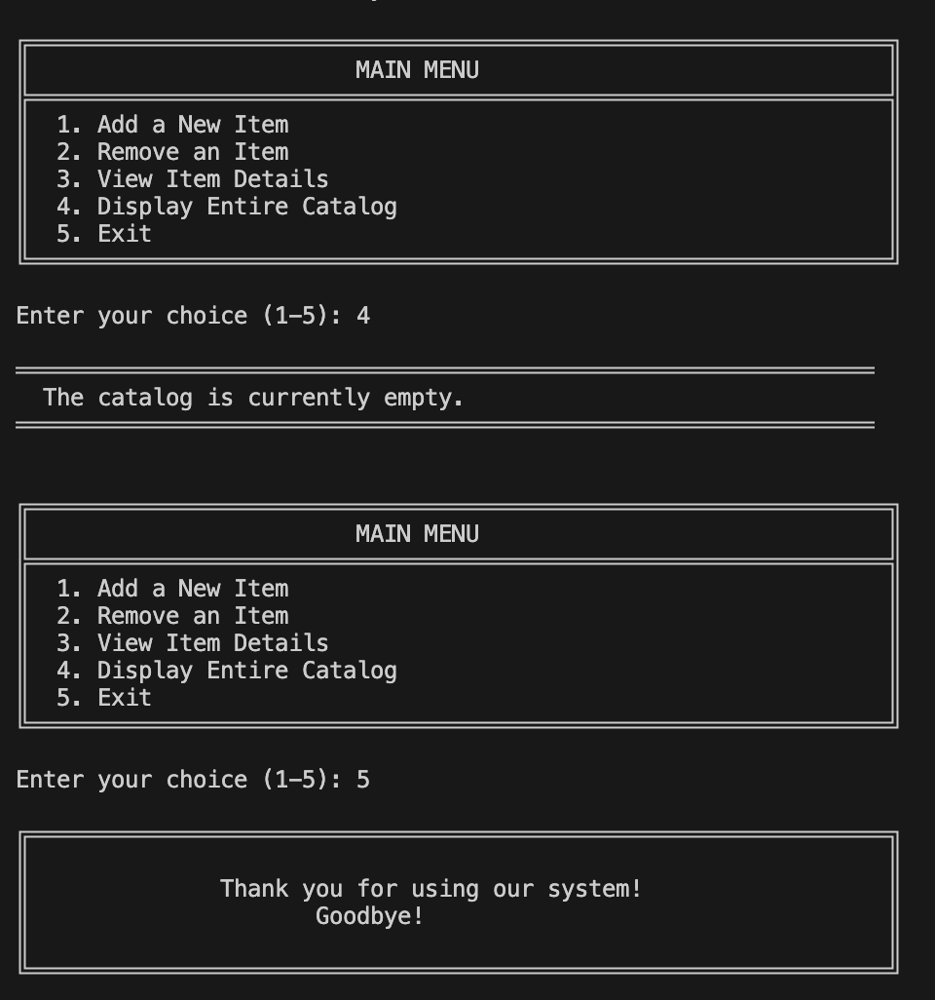 MAIN MENU
1. Add a New Item
2. Remove an Item
3. View Item Details
4. Display Entire Catalog
5. Exit
Enter your choice (1-5): 4
The catalog is currently empty.
MAIN MENU
1. Add a New Item
2. Remove an Item
3. View Item Details
4. Display Entire Catalog
5. Exit
Enter your choice (1-5): 5
Thank you for using our system!
Goodbye!